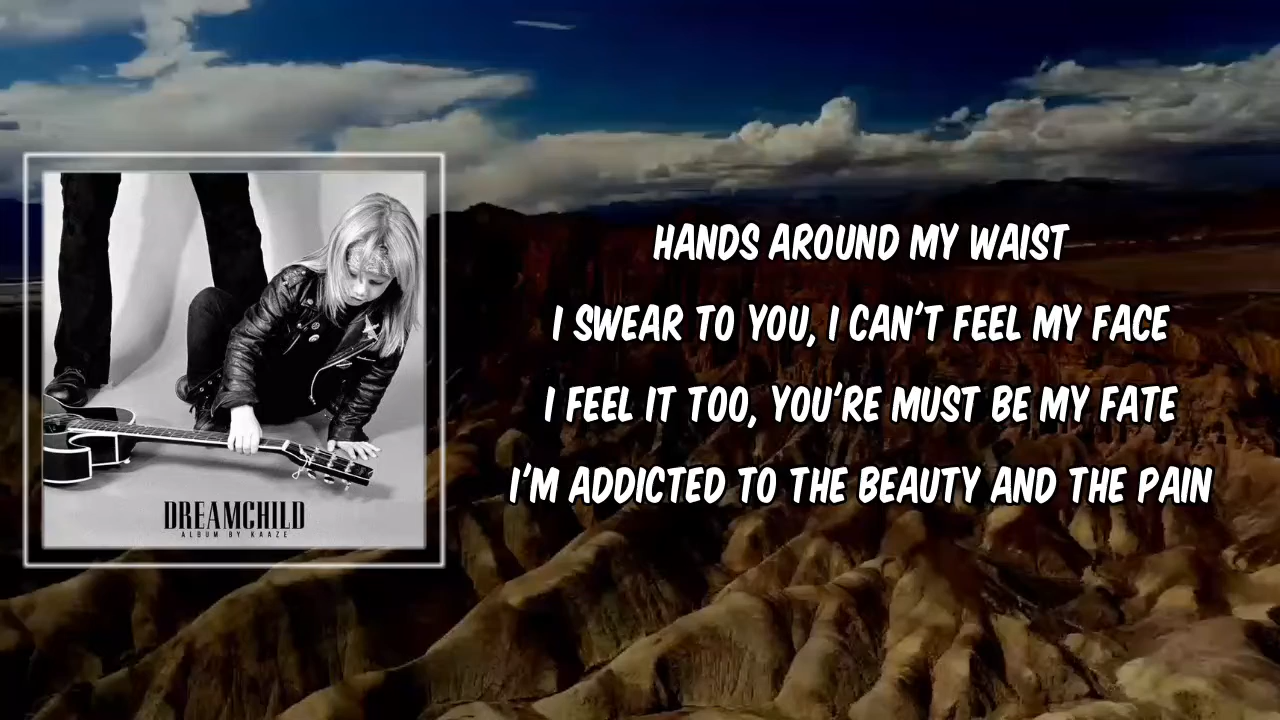 DREAMCHILD
ALBUM BY KAAZE
HANDS AROUND MY WAIST
I SWEAR TO YOU, I CAN'T FEEL MY FACE
I FEEL IT TOO, YOU'RE MUST BE MY FATE
I'M ADDICTED TO THE BEAUTY AND THE PAIN